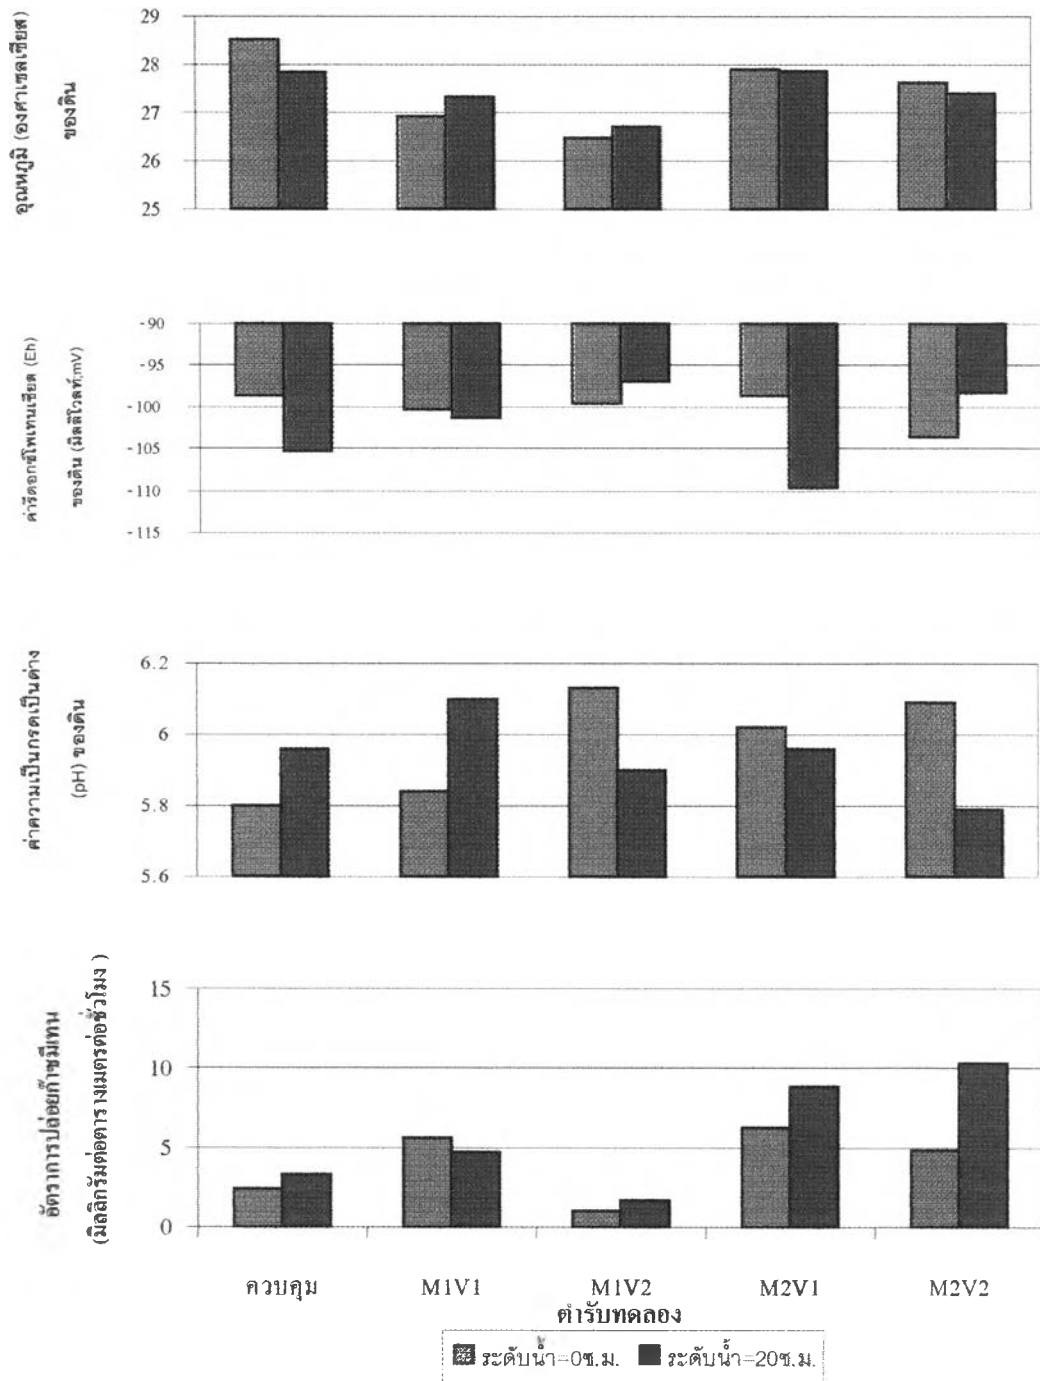 อุณหภูมิ (องศาเซลเซียส)
ของดิน
29
28
27
26
25
ค่ารีดอกซ์โพเทนเชียล (Eh)
ของดิน (มิลลิโวลท์,mV)
-90
-95
-100
-105
-110
-115
ค่าความเป็นกรดเป็นด่าง
(pH) ของดิน
6.2
6
5.8
5.6
อัตราการปล่อยก๊าซมีเทน
(มิลลิกรัมต่อตารางเมตรต่อชั่วโมง )
15
10
5
0
ควบคุม M1V1 M1V2 M2V1 M2V2
ตำรับทดลอง
ระดับน้ำ=0ซ.ม. ระดับน้ำ=20ซ.ม.